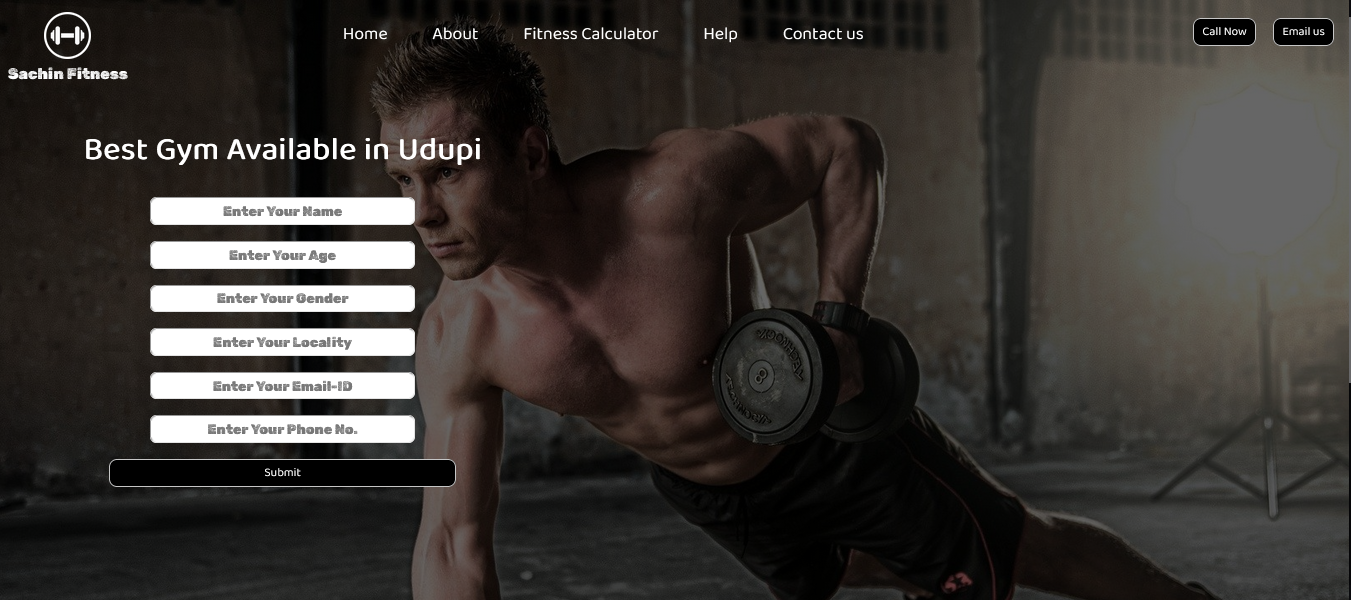 Home About Fitness Calculator Help Contact us
Call Now Email us
Sachin Fitness
Best Gym Available in Udupi
Enter Your Name
Enter Your Age
Enter Your Gender
Enter Your Locality
Enter Your Email-ID
Enter Your Phone No.
Submit
8